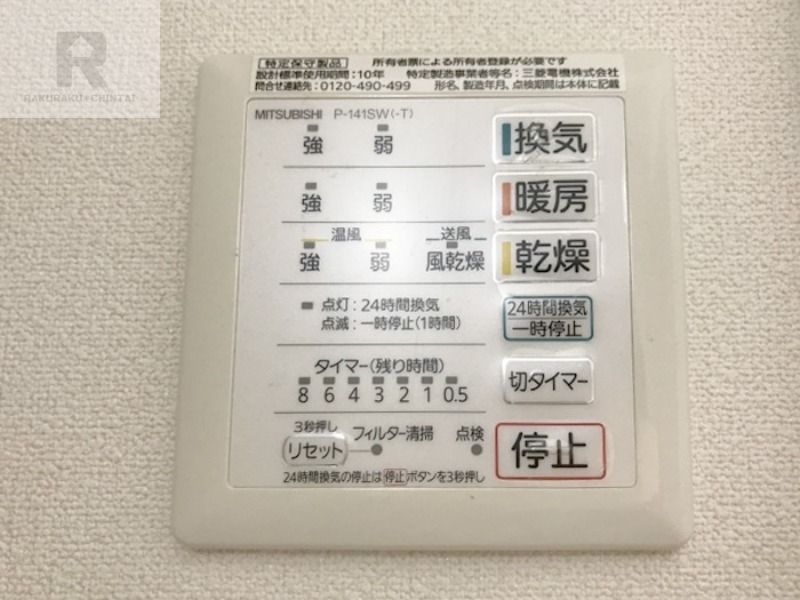 R
RAKURAKU+CHINTAI
特定保守製品 所有者票による所有者登録が必要です
設計標準使用期間:10年 特定製造事業者等名:三菱電機株式会社
問合せ連絡先:0120-490-499 形名、製造年月、点検期間は本体に記載
MITSUBISHI P-141SW(-T)
強 弱 換気
強 弱 暖房
温風 送風
強 弱 風乾燥 乾燥
点灯:24時間換気
点滅:一時停止(1時間)
24時間換気
一時停止
タイマー(残り時間)
8 6 4 3 2 1 0.5
切タイマー
3秒押し
リセット フィルター清掃 点検
停止
24時間換気の停止は停止ボタンを3秒押し